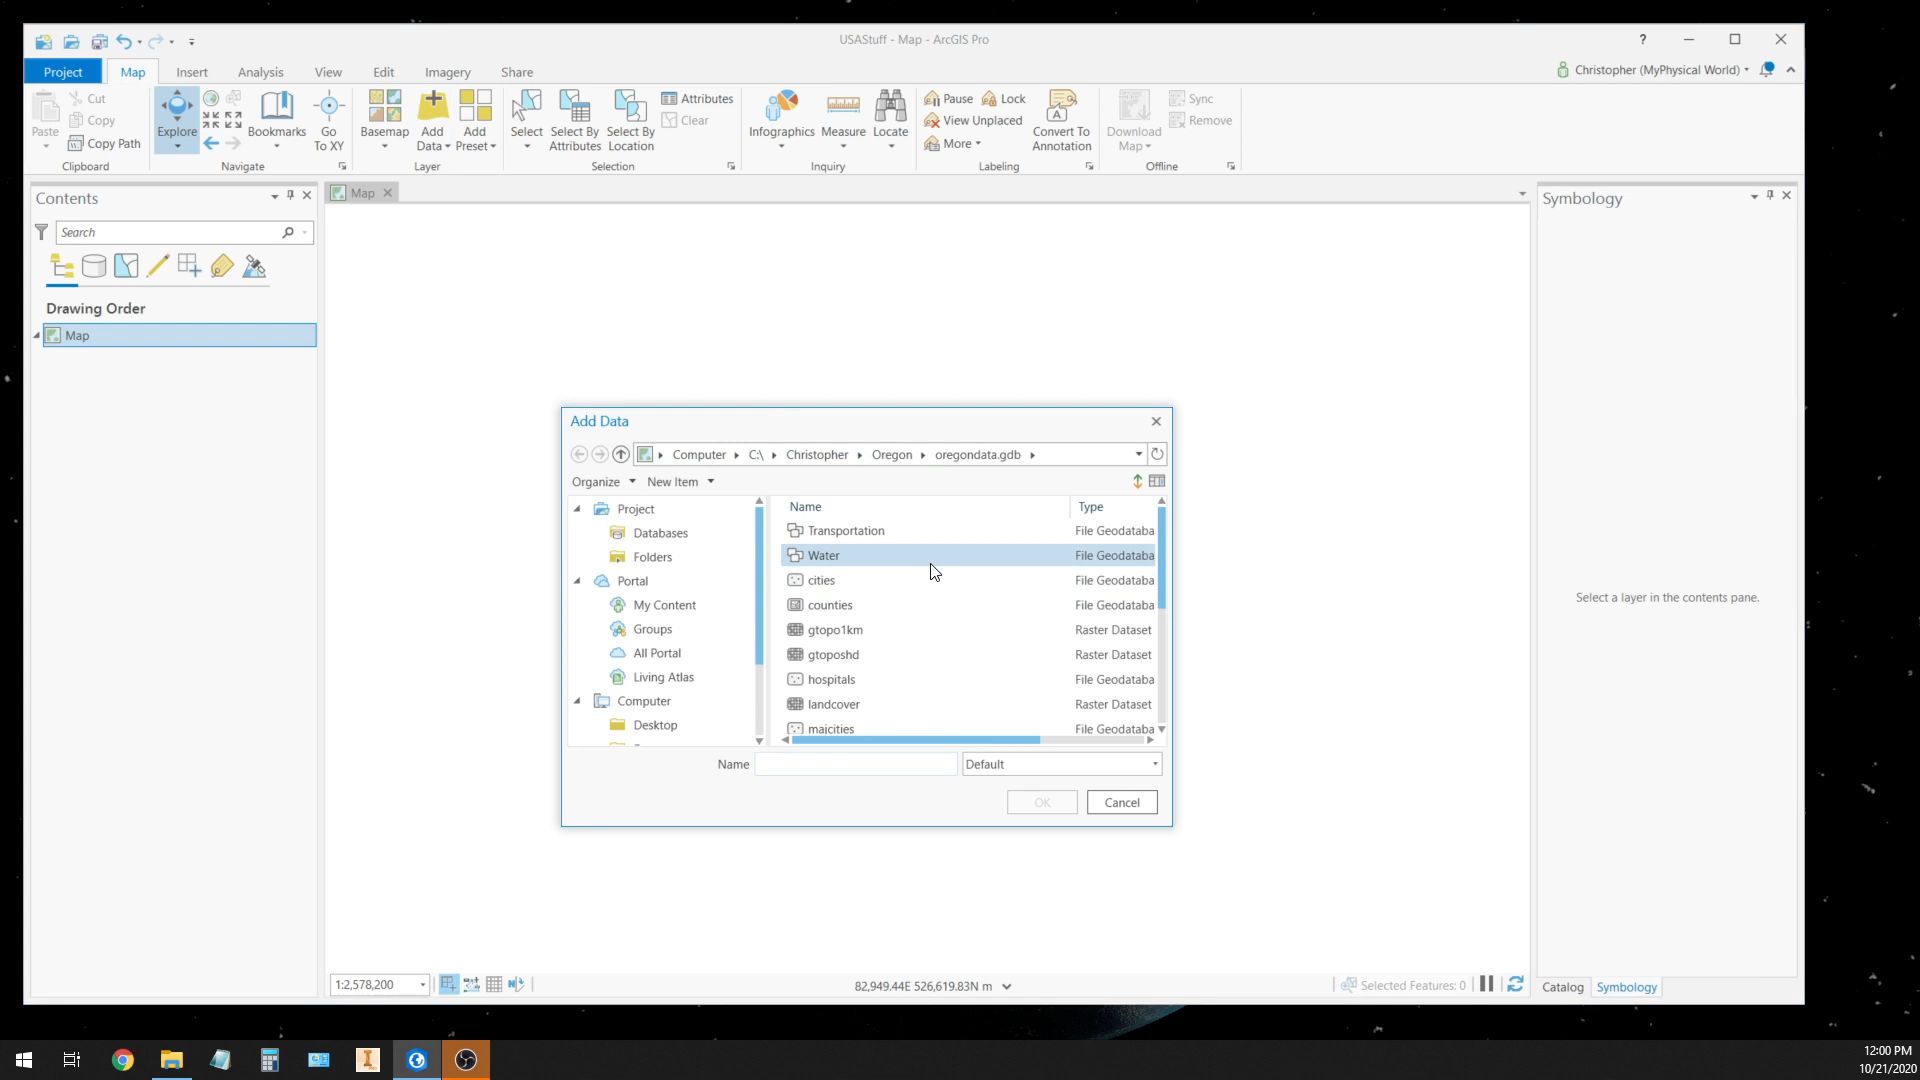 USAStuff - Map - ArcGIS Pro
?
Project Map Insert Analysis View Edit Imagery Share
Christopher (MyPhysical World)
Paste
Cut
Copy
Copy Path
Clipboard
Explore
Bookmarks
Go To XY
Navigate
Basemap
Add Data
Add Preset
Layer
Select
Select By Attributes
Select By Location
Attributes
Clear
Selection
Infographics
Measure
Locate
Inquiry
Pause Lock
View Unplaced
More
Convert To Annotation
Labeling
Download Map
Sync
Remove
Offline
Contents
Search
Drawing Order
Map
Map
Add Data
Computer C:\ Christopher Oregon oregondata.gdb
Organize New Item
Project
Databases
Folders
Portal
My Content
Groups
All Portal
Living Atlas
Computer
Desktop
Name Type
Transportation File Geodataba
Water File Geodataba
cities File Geodataba
counties File Geodataba
gtopo1km Raster Dataset
gtoposhd Raster Dataset
hospitals File Geodataba
landcover Raster Dataset
majcities File Geodataba
Name
Default
OK Cancel
Symbology
Select a layer in the contents pane.
1:2,578,200
82,949.44E 526,619.83N m
Selected Features: 0
Catalog Symbology
12:00 PM
10/21/2020